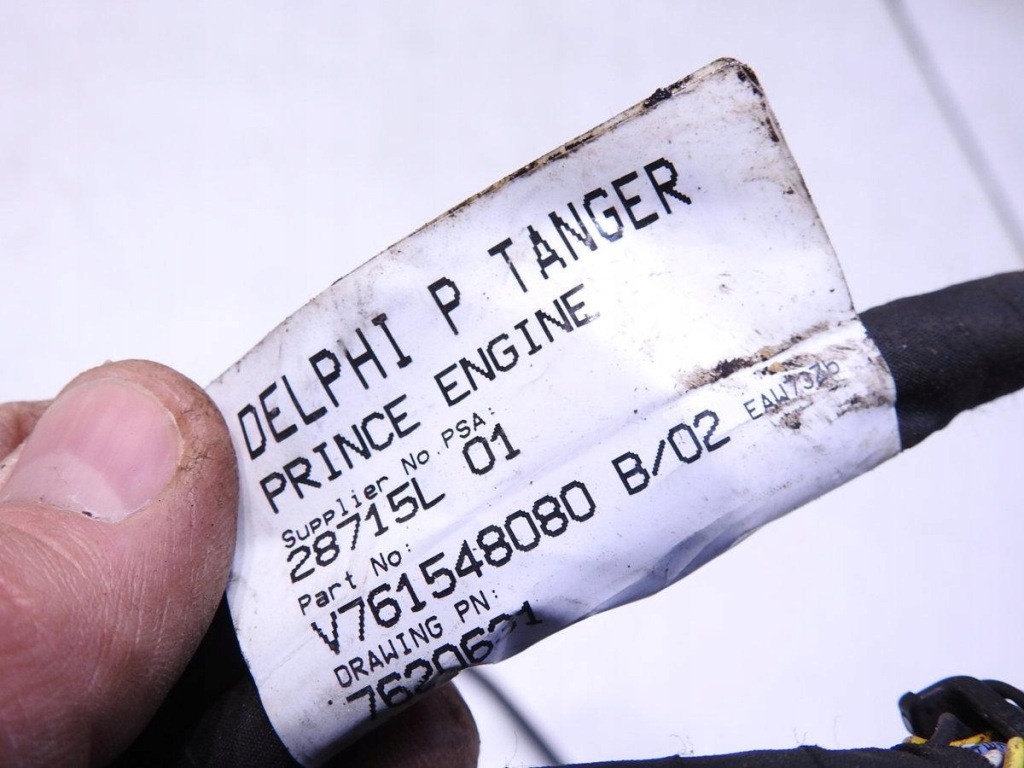 DELPHI P TANGER
PRINCE ENGINE
Supplier No.PSA:
28715L 01
Part No:
V761548080 B/02
DRAWING PN: